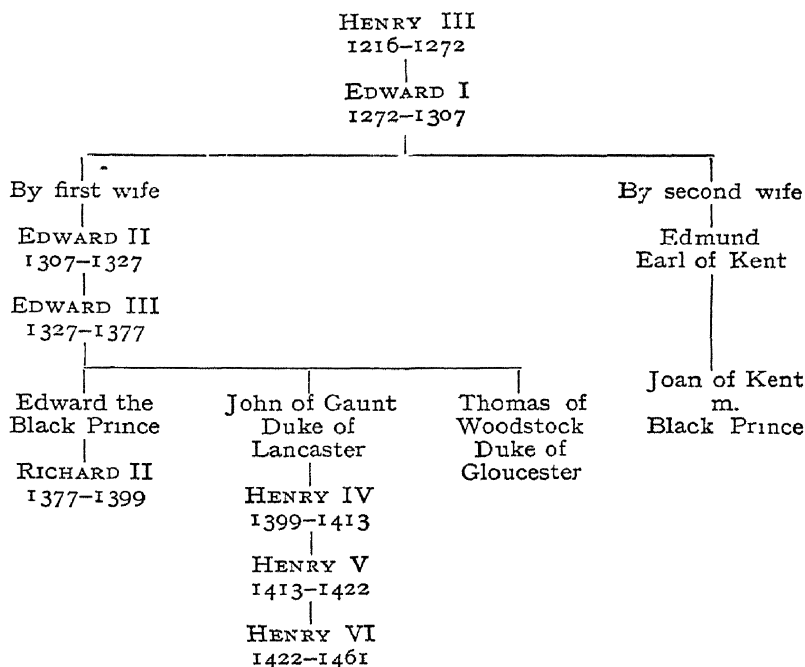 HENRY III
1216–1272
EDWARD I
1272–1307
By first wife
By second wife
EDWARD II
1307–1327
Edmund
Earl of Kent
EDWARD III
1327–1377
Edward the
Black Prince
John of Gaunt
Duke of
Lancaster
Thomas of
Woodstock
Duke of
Gloucester
Joan of Kent
m.
Black Prince
RICHARD II
1377–1399
HENRY IV
1399–1413
HENRY V
1413–1422
HENRY VI
1422–1461